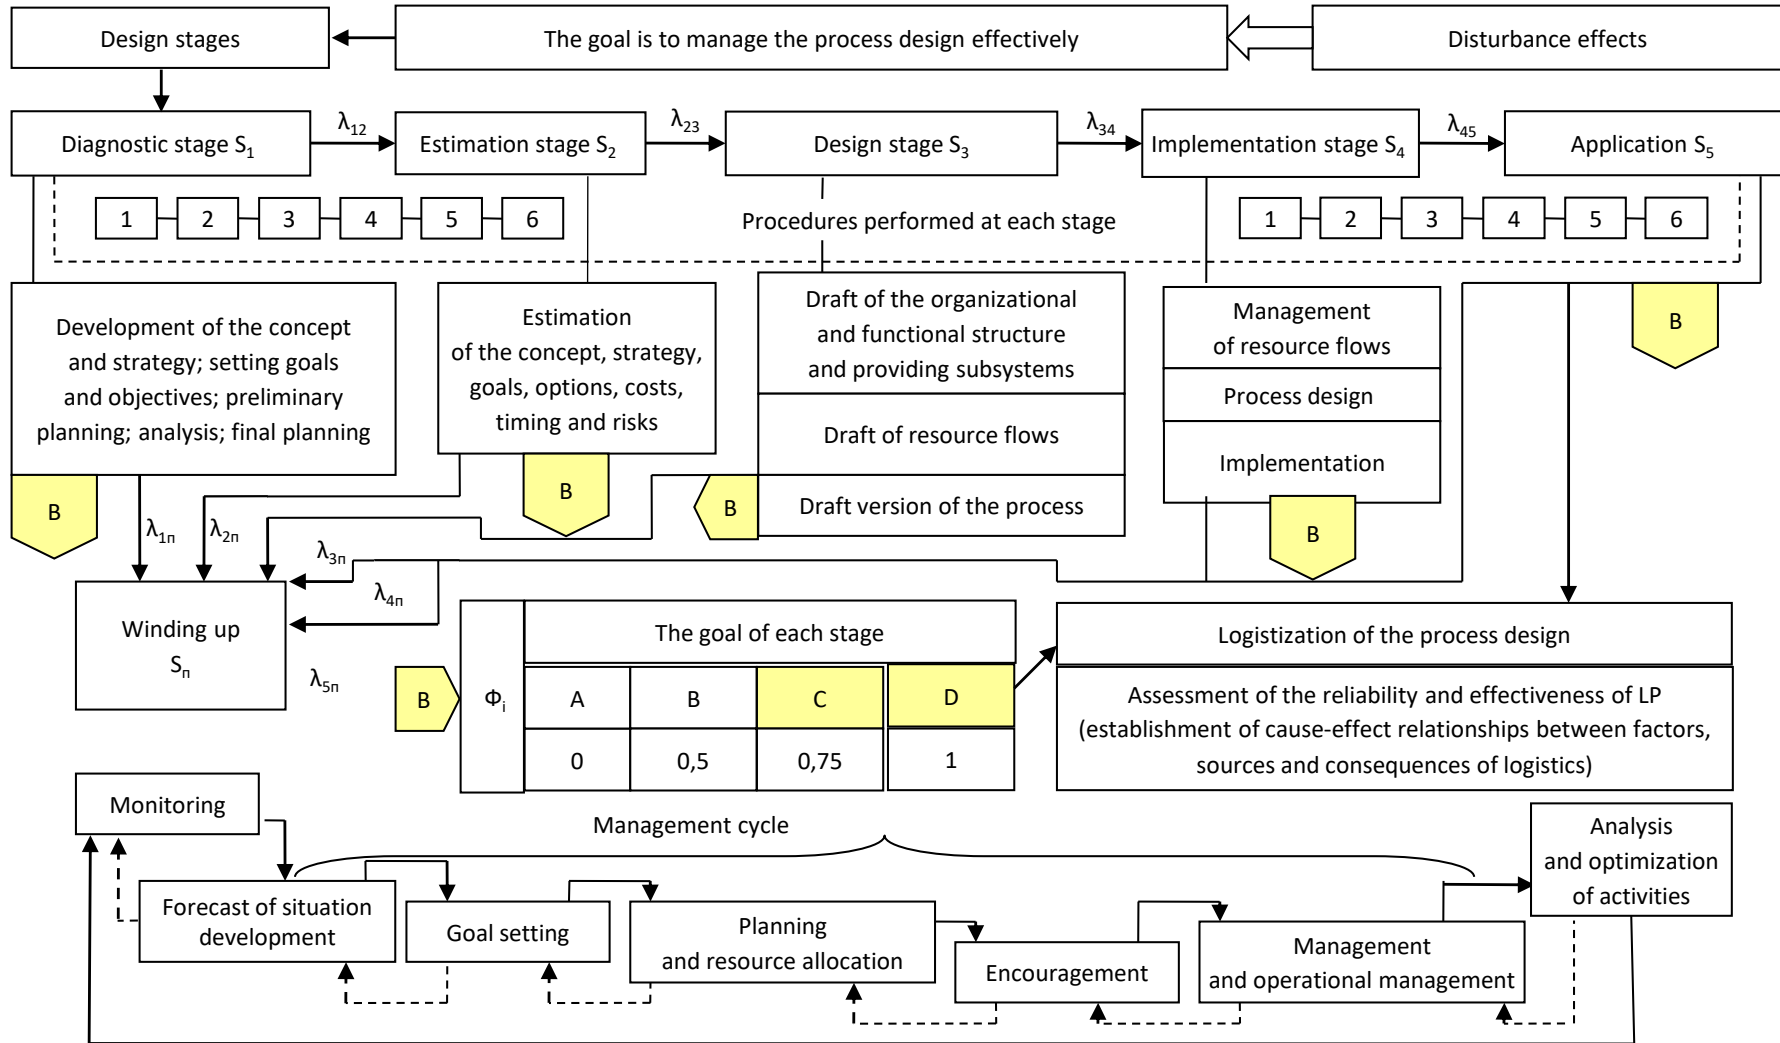 Design stages
The goal is to manage the process design effectively
Disturbance effects
Diagnostic stage S₁
λ₁₂
Estimation stage S₂
λ₂₃
Design stage S₃
λ₃₄
Implementation stage S₄
λ₄₅
Application S₅
1 2 3 4 5 6
Procedures performed at each stage
1 2 3 4 5 6
Development of the concept
and strategy; setting goals
and objectives; preliminary
planning; analysis; final planning
Estimation
of the concept, strategy,
goals, options, costs,
timing and risks
Draft of the organizational
and functional structure
and providing subsystems
Draft of resource flows
Draft version of the process
Management
of resource flows
Process design
Implementation
B
B
B
B
B
λ₁ₙ
λ₂ₙ
λ₃ₙ
λ₄ₙ
λ₅ₙ
Winding up
Sₙ
B
Φᵢ
The goal of each stage
A B C D
0 0,5 0,75 1
Logistization of the process design
Assessment of the reliability and effectiveness of LP
(establishment of cause-effect relationships between factors,
sources and consequences of logistics)
Monitoring
Management cycle
Analysis
and optimization
of activities
Forecast of situation
development
Goal setting
Planning
and resource allocation
Encouragement
Management
and operational management